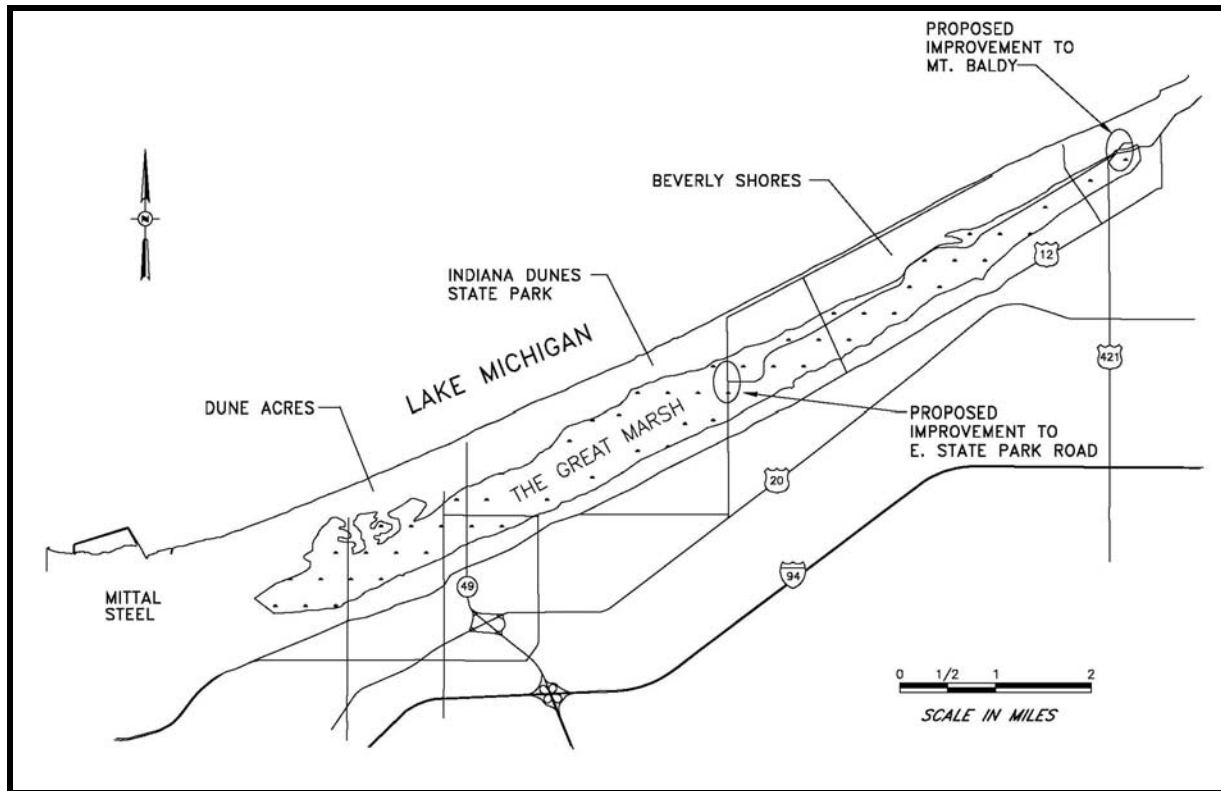 PROPOSED
IMPROVEMENT TO
MT. BALDY
BEVERLY SHORES
N
12
INDIANA DUNES
STATE PARK
LAKE MICHIGAN
421
DUNE ACRES
THE GREAT MARSH
PROPOSED
IMPROVEMENT TO
E. STATE PARK ROAD
20
94
49
MITTAL
STEEL
0 1/2 1 2
SCALE IN MILES